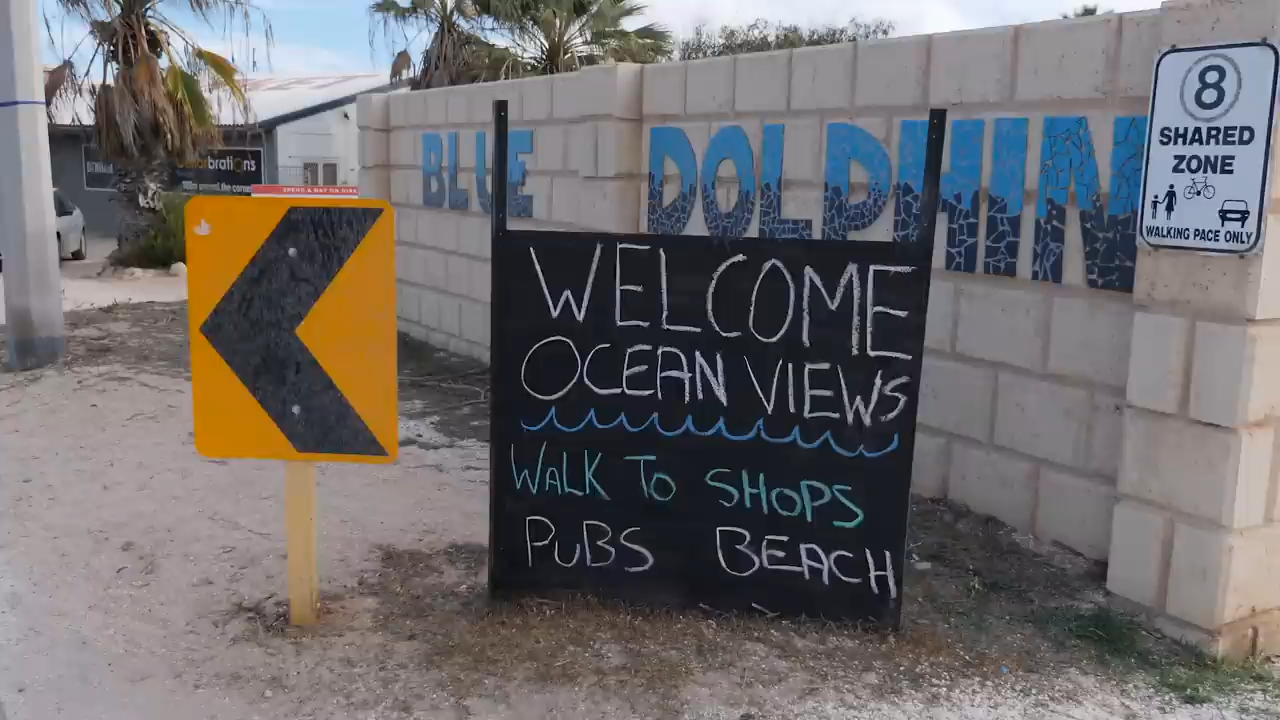 BLUE DOLPHIN
8
SHARED
ZONE
WALKING PACE ONLY
WELCOME
OCEAN VIEWS
WALK TO SHOPS
PUBS BEACH